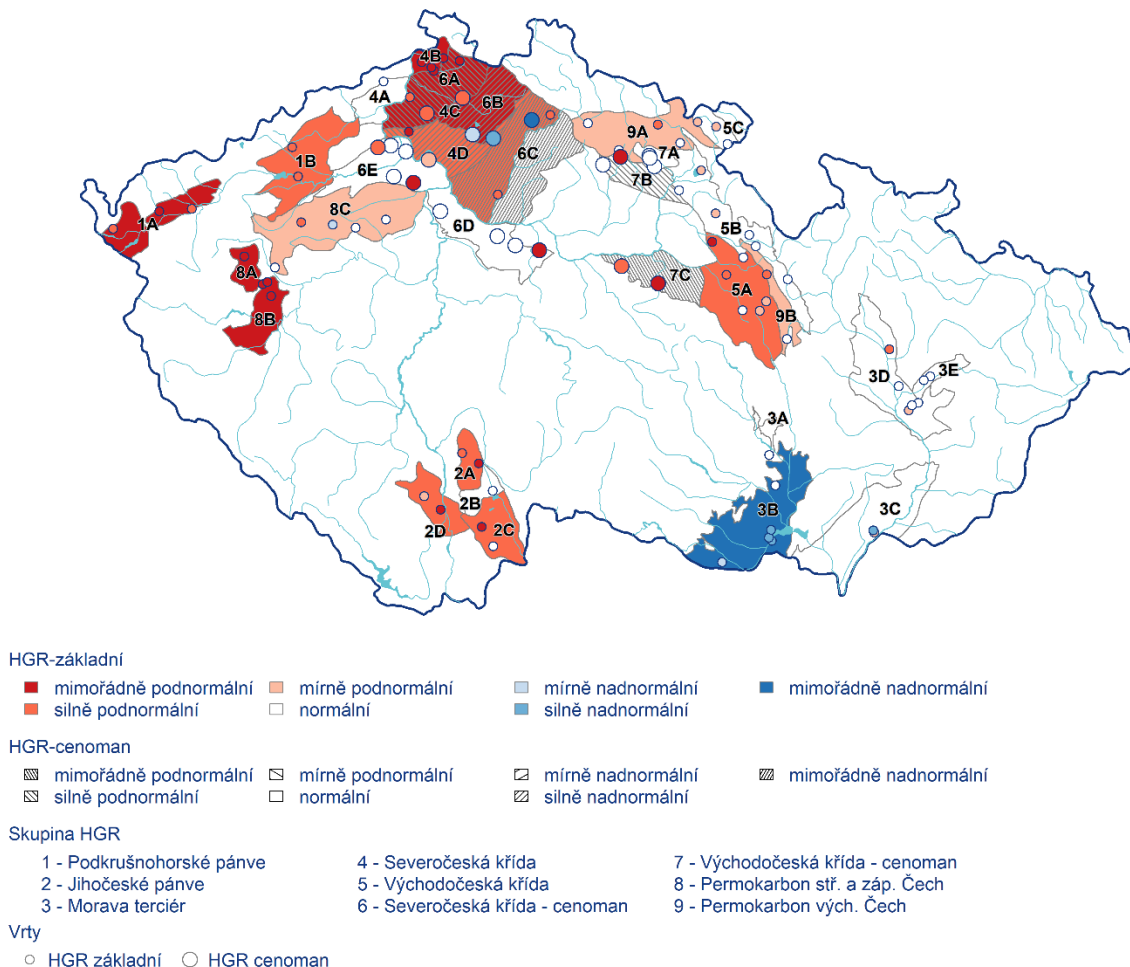 4B
6A
4A
4C
6B
9A
5C
7A
1B
4D
6C
6E
7B
1A
8C
6D
5B
8A
7C
5A
8B
9B
3D
3E
3A
2A
2B
3B
3C
2D
2C
HGR-základní
mimořádně podnormální mírně podnormální mírně nadnormální mimořádně nadnormální
silně podnormální normální silně nadnormální
HGR-cenoman
mimořádně podnormální mírně podnormální mírně nadnormální mimořádně nadnormální
silně podnormální normální silně nadnormální
Skupina HGR
1 - Podkrušnohorské pánve 4 - Severočeská křída 7 - Východočeská křída - cenoman
2 - Jihočeské pánve 5 - Východočeská křída 8 - Permokarbon stř. a záp. Čech
3 - Morava terciér 6 - Severočeská křída - cenoman 9 - Permokarbon vých. Čech
Vrty
HGR základní HGR cenoman